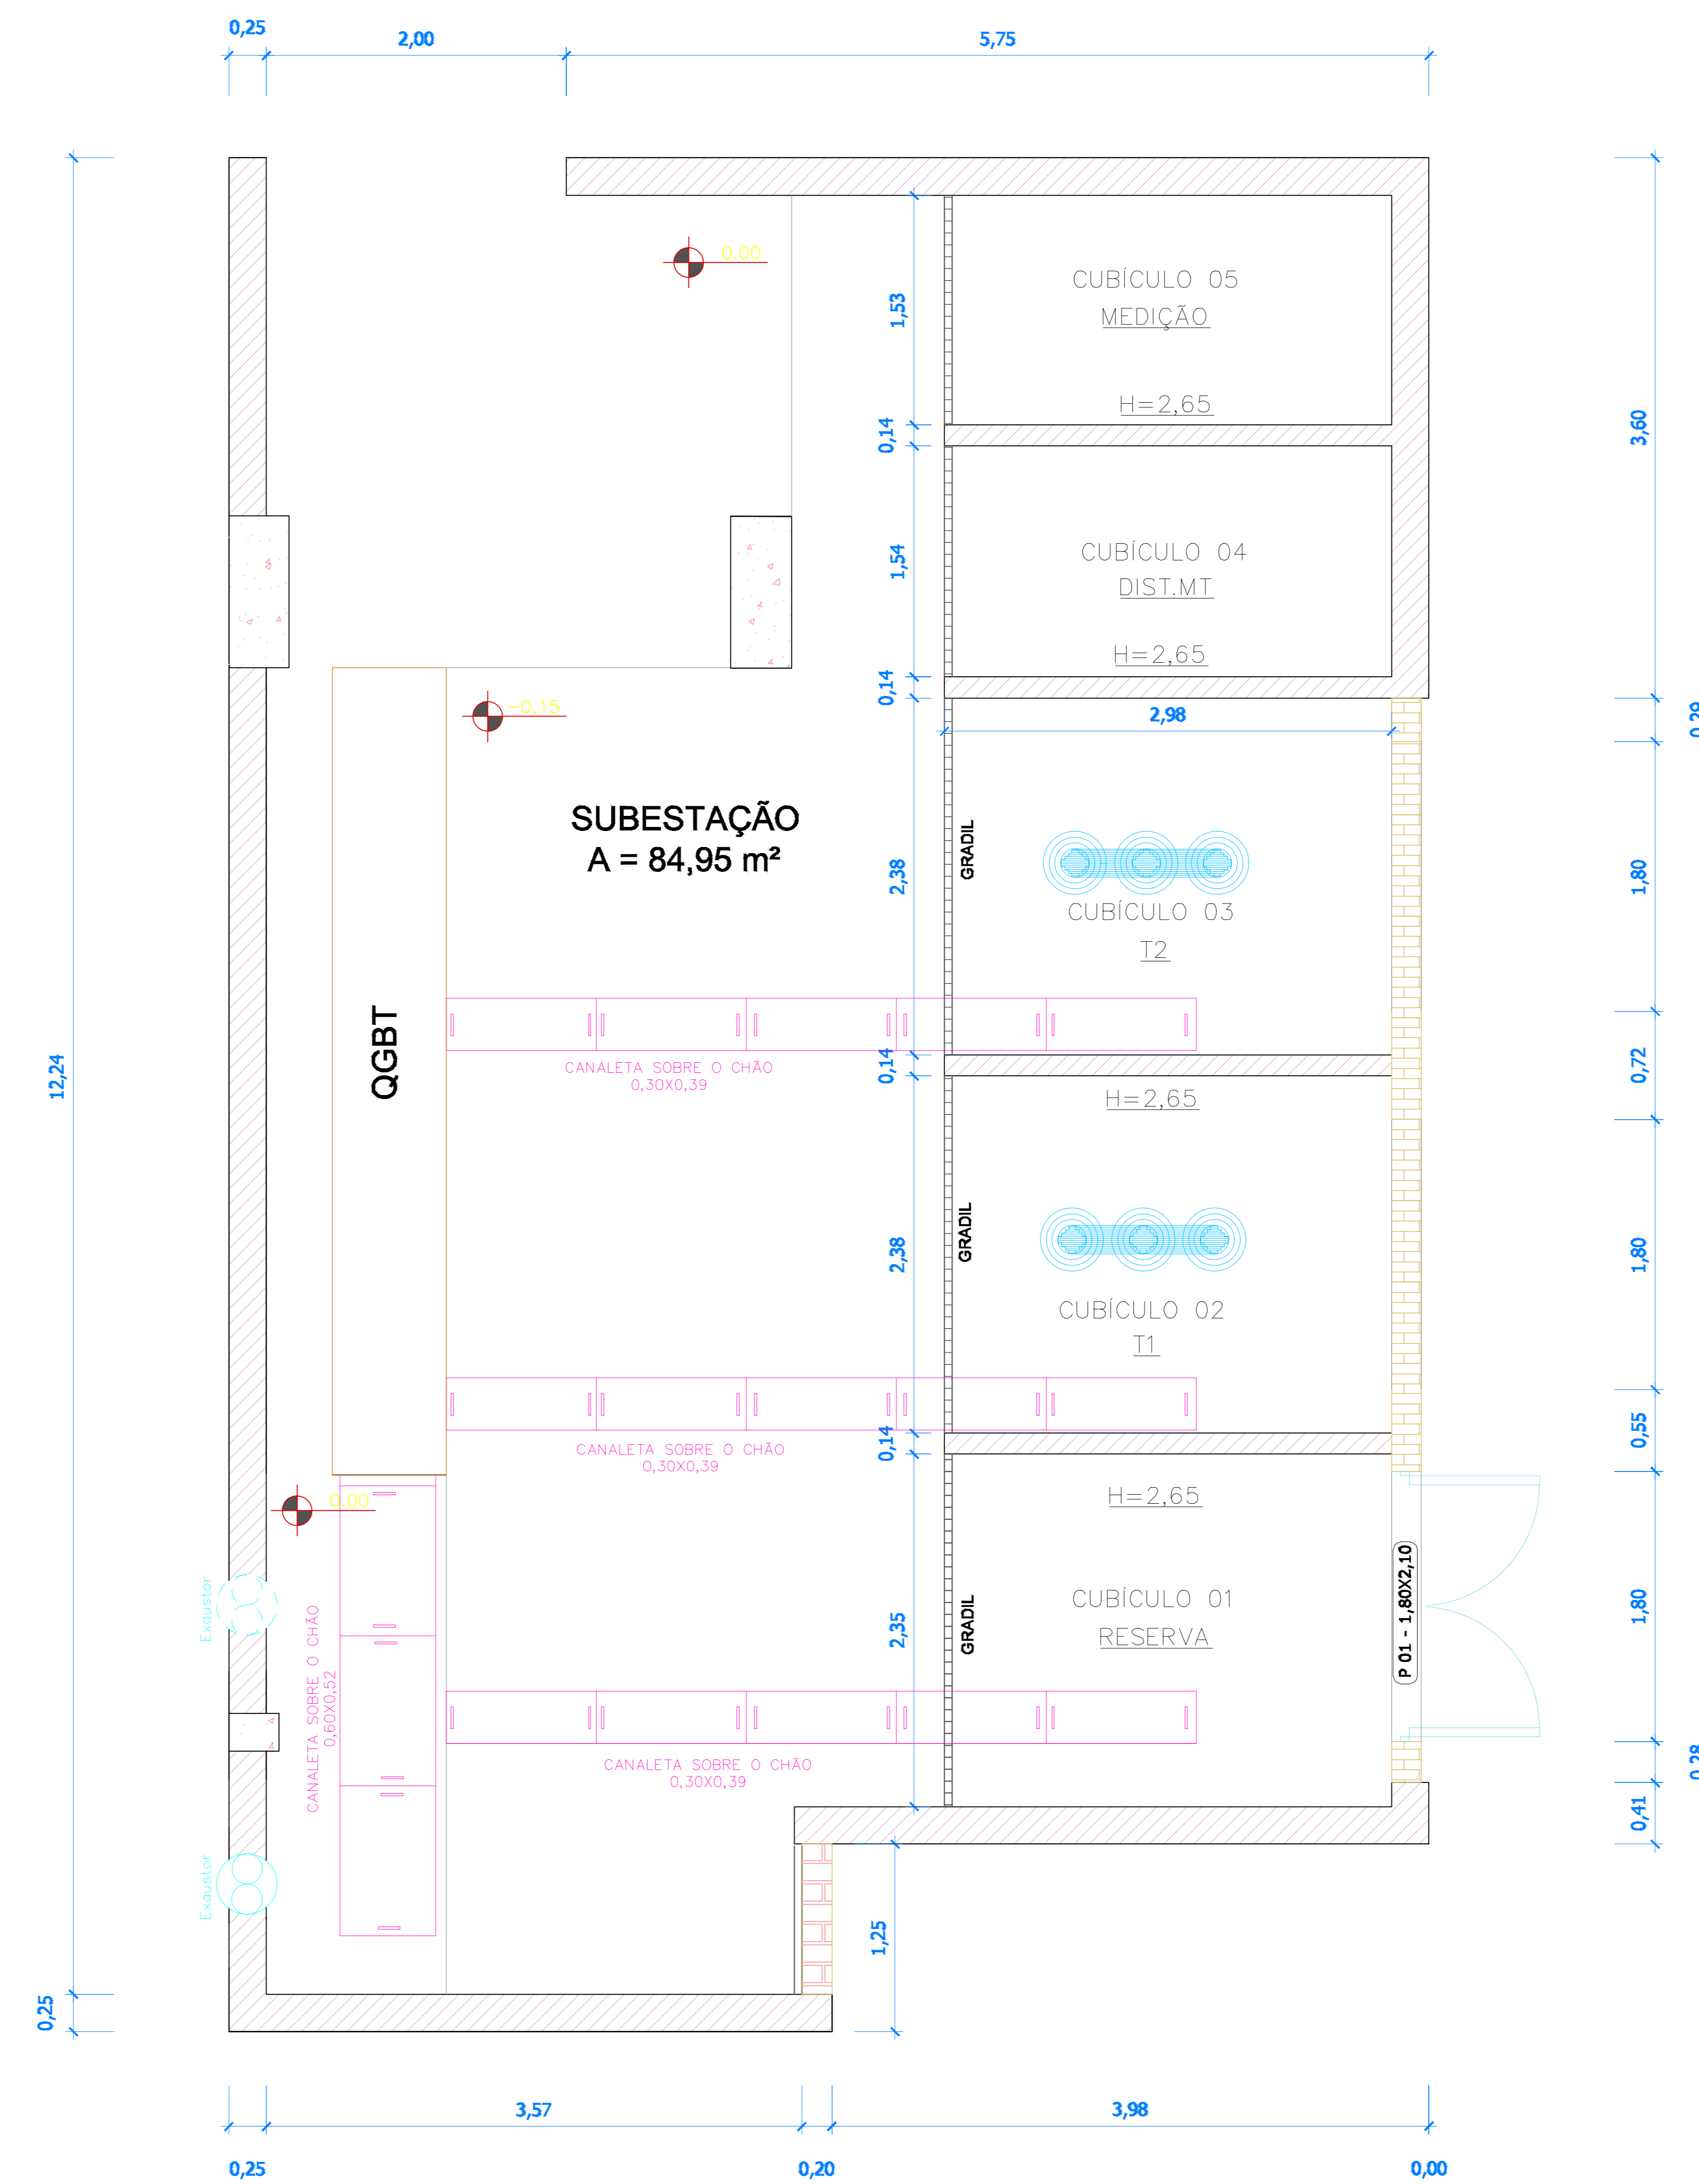 0,25
2,00
5,75
0.00
CUBÍCULO 05
MEDIÇÃO
1,53
H=2,65
0,14
3,60
CUBÍCULO 04
DIST.MT
1,54
H=2,65
0,14
-0,15
2,98
0,29
SUBESTAÇÃO
A = 84,95 m²
2,38
GRADIL
1,80
CUBÍCULO 03
T2
QGBT
12,24
CANALETA SOBRE O CHÃO
0,30X0,39
0,14
0,72
H=2,65
2,38
GRADIL
1,80
CUBÍCULO 02
T1
CANALETA SOBRE O CHÃO
0,30X0,39
0,14
0,55
0.00
H=2,65
Exaustor
CANALETA SOBRE O CHÃO
0,60X0,52
2,35
GRADIL
CUBÍCULO 01
RESERVA
P 01 - 1,80X2,10
1,80
CANALETA SOBRE O CHÃO
0,30X0,39
0,28
0,41
Exaustor
1,25
0,25
3,57
3,98
0,25
0,20
0,00